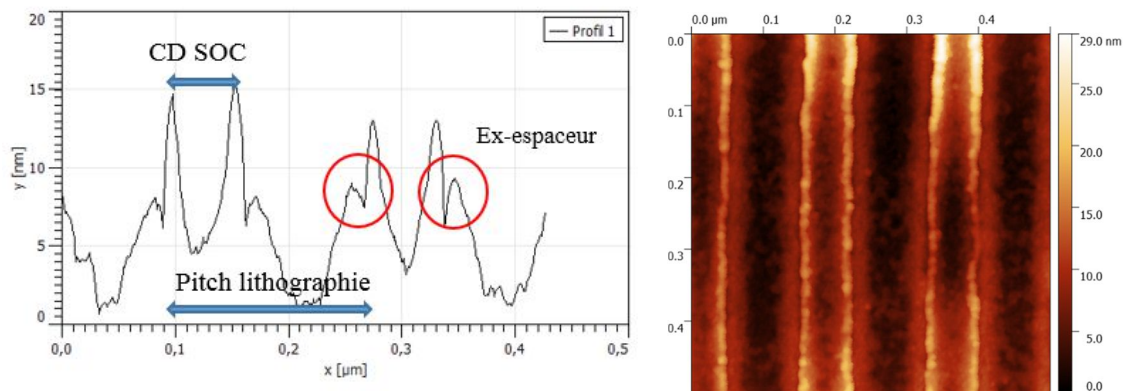 20
15
10
5
0
y [nm]
Profil 1
CD SOC
Ex-espaceur
Pitch lithographie
0,0 0,1 0,2 0,3 0,4 0,5
x [µm]
0.0 µm 0.1 0.2 0.3 0.4
0.0
0.1
0.2
0.3
0.4
29.0 nm
25.0
20.0
15.0
10.0
5.0
0.0